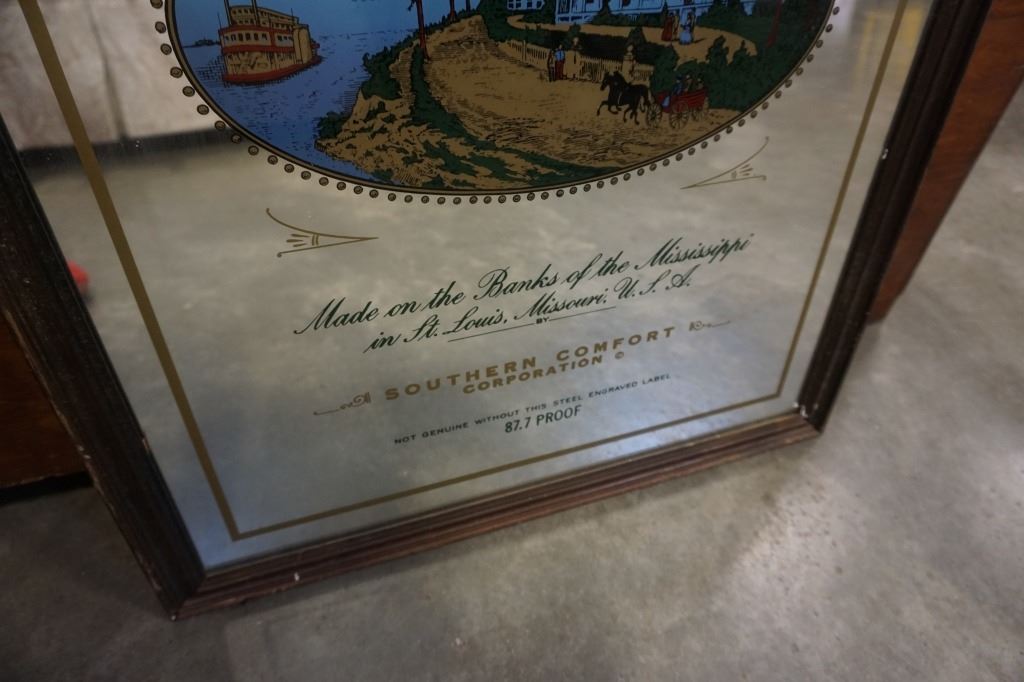 Made on the Banks of the Mississippi
in St. Louis, Missouri, U. S. A.
BY
SOUTHERN COMFORT
CORPORATION ©
NOT GENUINE WITHOUT THIS STEEL ENGRAVED LABEL
87.7 PROOF